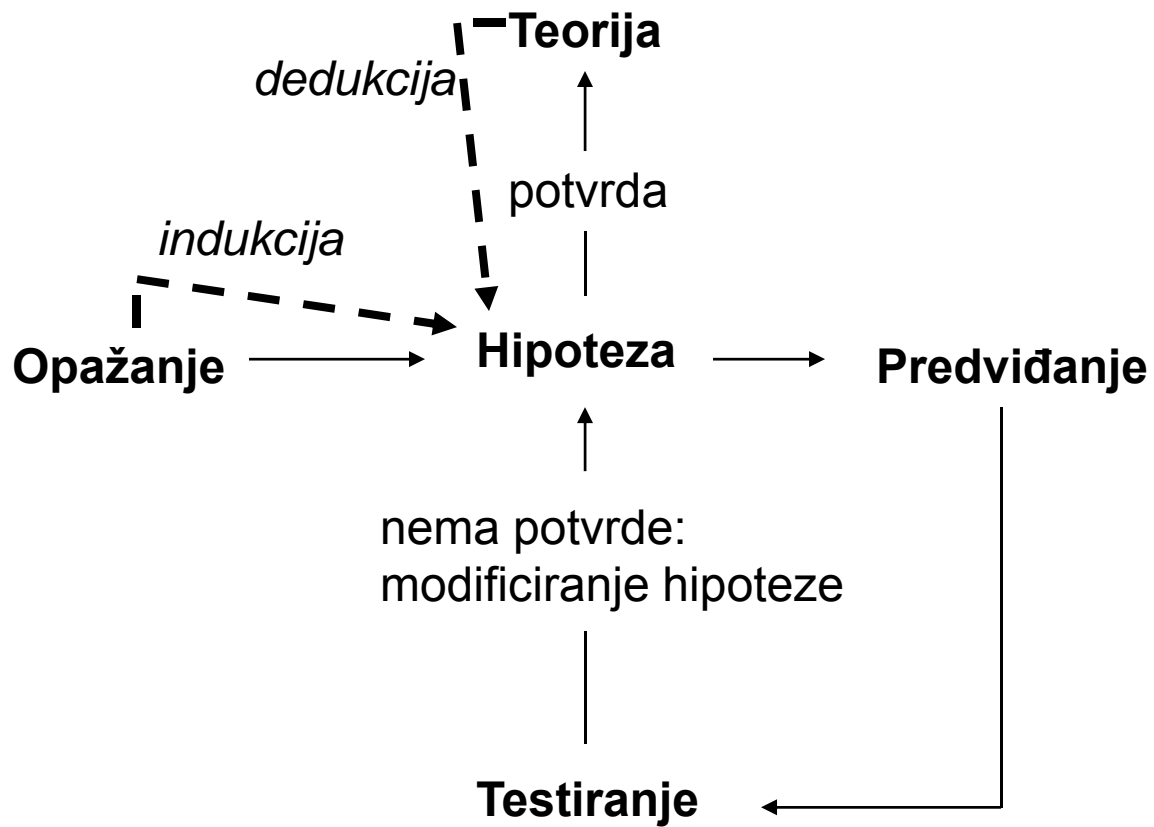 Teorija
dedukcija
potvrda
indukcija
Opažanje
Hipoteza
Predviđanje
nema potvrde:
modificiranje hipoteze
Testiranje